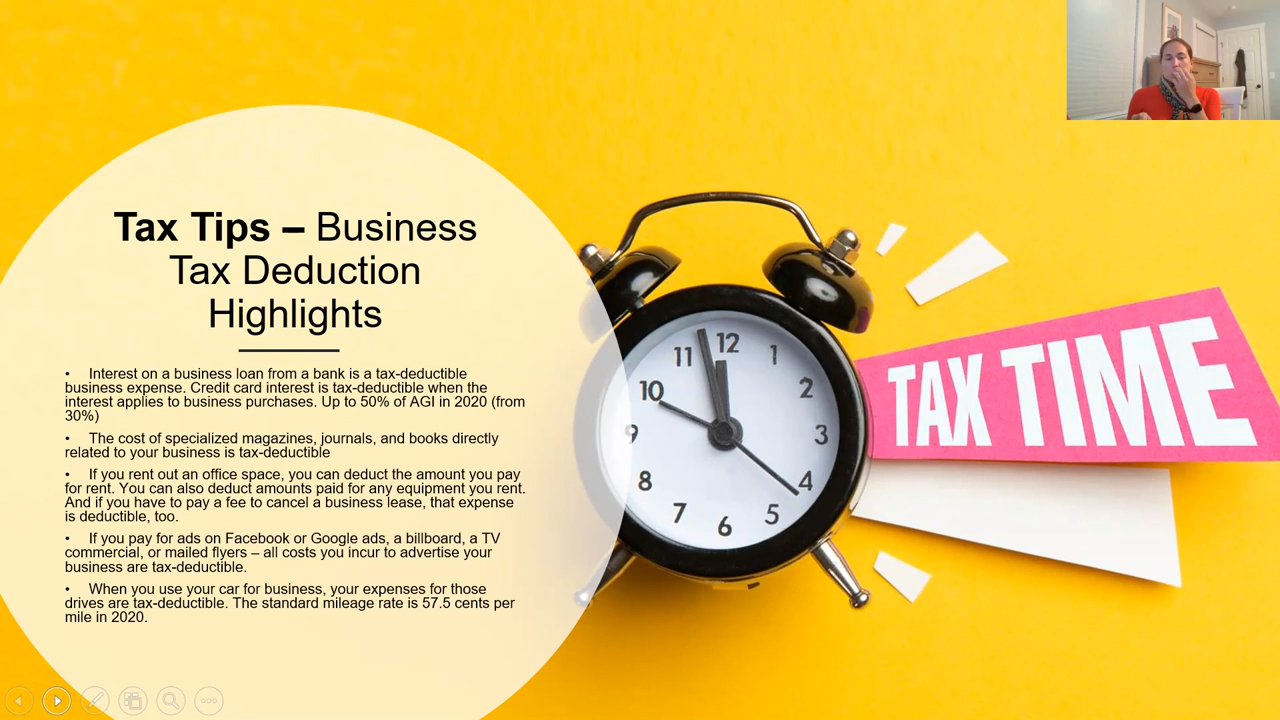 Tax Tips – Business
Tax Deduction
Highlights
• Interest on a business loan from a bank is a tax-deductible
business expense. Credit card interest is tax-deductible when the
interest applies to business purchases. Up to 50% of AGI in 2020 (from
30%)
• The cost of specialized magazines, journals, and books directly
related to your business is tax-deductible
• If you rent out an office space, you can deduct the amount you pay
for rent. You can also deduct amounts paid for any equipment you rent.
And if you have to pay a fee to cancel a business lease, that expense
is deductible, too.
• If you pay for ads on Facebook or Google ads, a billboard, a TV
commercial, or mailed flyers – all costs you incur to advertise your
business are tax-deductible.
• When you use your car for business, your expenses for those
drives are tax-deductible. The standard mileage rate is 57.5 cents per
mile in 2020.
12
1
2
3
4
5
6
7
8
9
10
11
TAX TIME